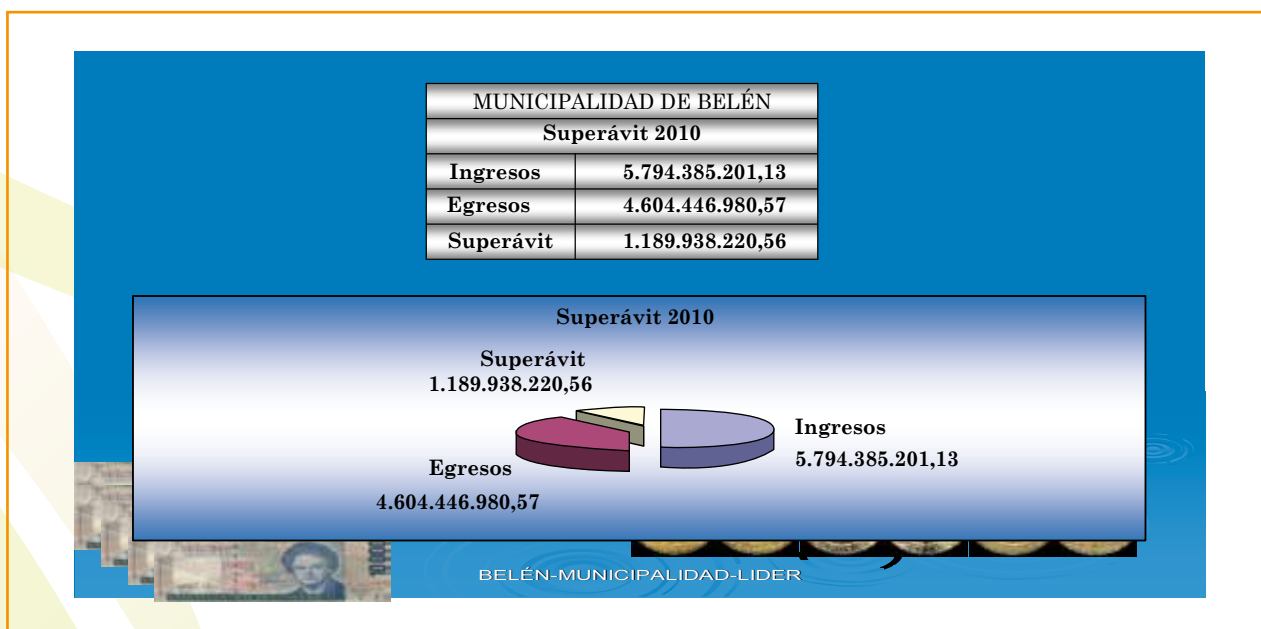 MUNICIPALIDAD DE BELÉN
Superávit 2010
Ingresos 5.794.385.201,13
Egresos 4.604.446.980,57
Superávit 1.189.938.220,56
Superávit 2010
Superávit
1.189.938.220,56
Ingresos
5.794.385.201,13
Egresos
4.604.446.980,57
BELÉN-MUNICIPALIDAD-LIDER